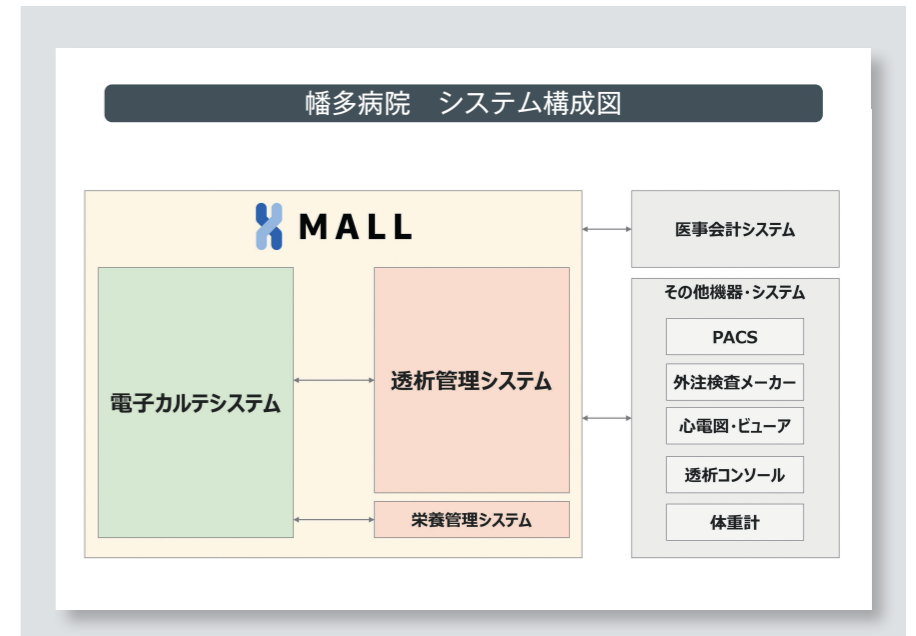 幡多病院　システム構成図
MALL
電子カルテシステム
透析管理システム
栄養管理システム
医事会計システム
その他機器・システム
PACS
外注検査メーカー
心電図・ビューア
透析コンソール
体重計